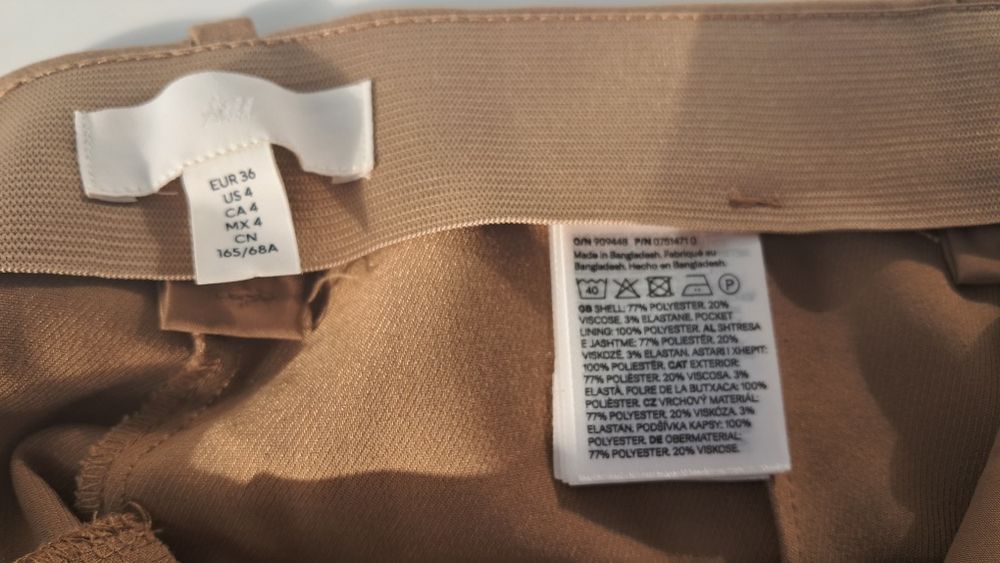 H&M
EUR 36
US 4
CA 4
MX 4
CN
165/68A
O/N 909448 P/N 0751471 0
Made in Bangladesh. Fabriqué au
Bangladesh. Hecho en Bangladesh.
40 P
GB SHELL: 77% POLYESTER, 20%
VISCOSE, 3% ELASTANE. POCKET
LINING: 100% POLYESTER. AL SHTRESA
E JASHTME: 77% POLIESTËR, 20%
VISKOZË, 3% ELASTAN. ASTARI I XHEPIT:
100% POLIESTËR. CAT EXTERIOR:
77% POLIÈSTER, 20% VISCOSA, 3%
ELASTÀ. FOLRE DE LA BUTXACA: 100%
POLIÈSTER. CZ VRCHOVÝ MATERIÁL:
77% POLYESTER, 20% VISKÓZA, 3%
ELASTAN. PODŠÍVKA KAPSY: 100%
POLYESTER. DE OBERMATERIAL:
77% POLYESTER, 20% VISKOSE,